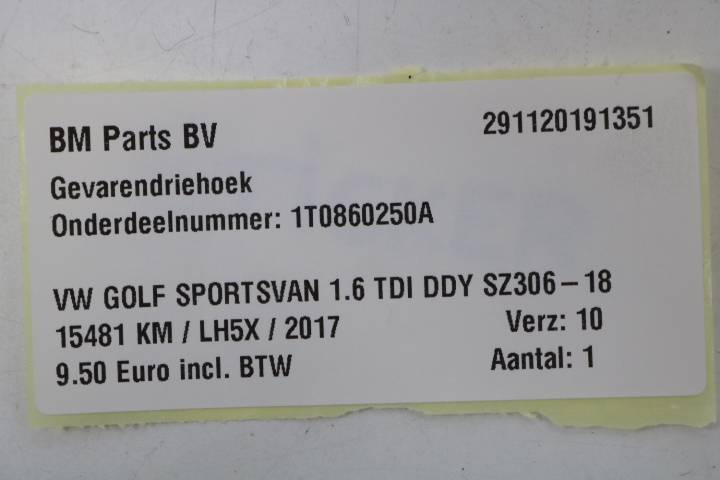 BM Parts BV 291120191351
Gevarendriehoek
Onderdeelnummer: 1T0860250A
VW GOLF SPORTSVAN 1.6 TDI DDY SZ306-18
15481 KM / LH5X / 2017 Verz: 10
9.50 Euro incl. BTW Aantal: 1